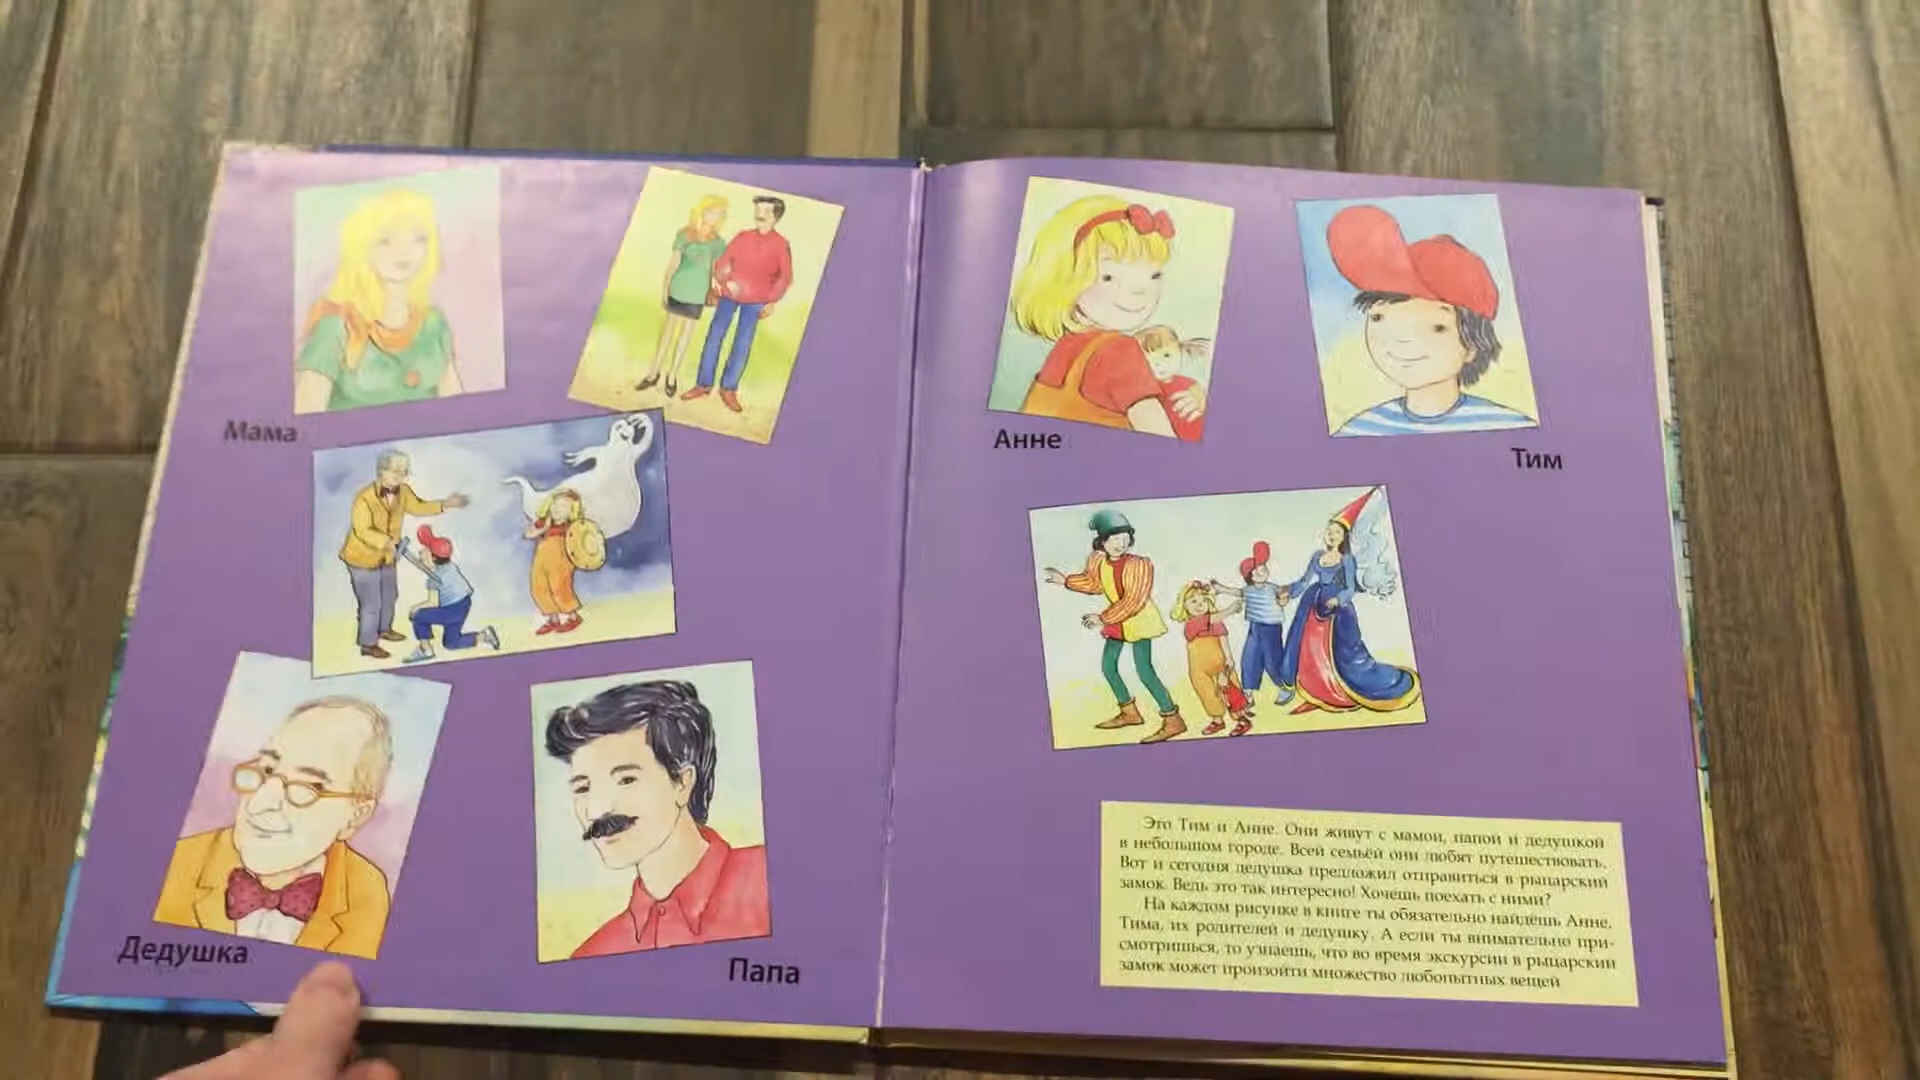 Мама
Дедушка
Папа
Анне
Тим
Это Тим и Анне. Они живут с мамой, папой и дедушкой
в небольшом городе. Всей семьёй они любят путешествовать.
Вот и сегодня дедушка предложил отправиться в рыцарский
замок. Ведь это так интересно! Хочешь поехать с ними?
На каждом рисунке в книге ты обязательно найдёшь Анне,
Тима, их родителей и дедушку. А если ты внимательно при-
смотришься, то узнаешь, что во время экскурсии в рыцарский
замок может произойти множество любопытных вещей